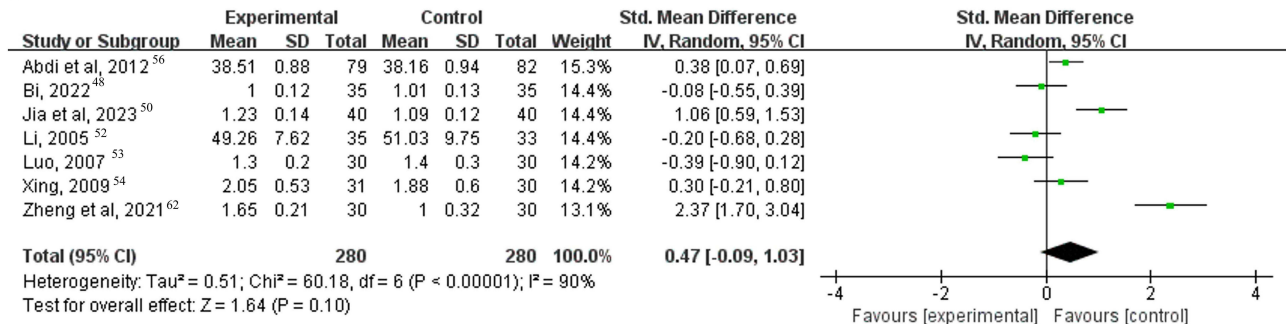 Experimental Control Std. Mean Difference Std. Mean Difference
Study or Subgroup Mean SD Total Mean SD Total Weight IV, Random, 95% CI IV, Random, 95% CI
Abdi et al, 2012 56 38.51 0.88 79 38.16 0.94 82 15.3% 0.38 [0.07, 0.69]
Bi, 2022 48 1 0.12 35 1.01 0.13 35 14.4% -0.08 [-0.55, 0.39]
Jia et al, 2023 50 1.23 0.14 40 1.09 0.12 40 14.4% 1.06 [0.59, 1.53]
Li, 2005 52 49.26 7.62 35 51.03 9.75 33 14.4% -0.20 [-0.68, 0.28]
Luo, 2007 53 1.3 0.2 30 1.4 0.3 30 14.2% -0.39 [-0.90, 0.12]
Xing, 2009 54 2.05 0.53 31 1.88 0.6 30 14.2% 0.30 [-0.21, 0.80]
Zheng et al, 2021 62 1.65 0.21 30 1 0.32 30 13.1% 2.37 [1.70, 3.04]
Total (95% CI) 280 280 100.0% 0.47 [-0.09, 1.03]
Heterogeneity: Tau² = 0.51; Chi² = 60.18, df = 6 (P < 0.00001); I² = 90%
Test for overall effect: Z = 1.64 (P = 0.10)
-4 -2 0 2 4
Favours [experimental] Favours [control]